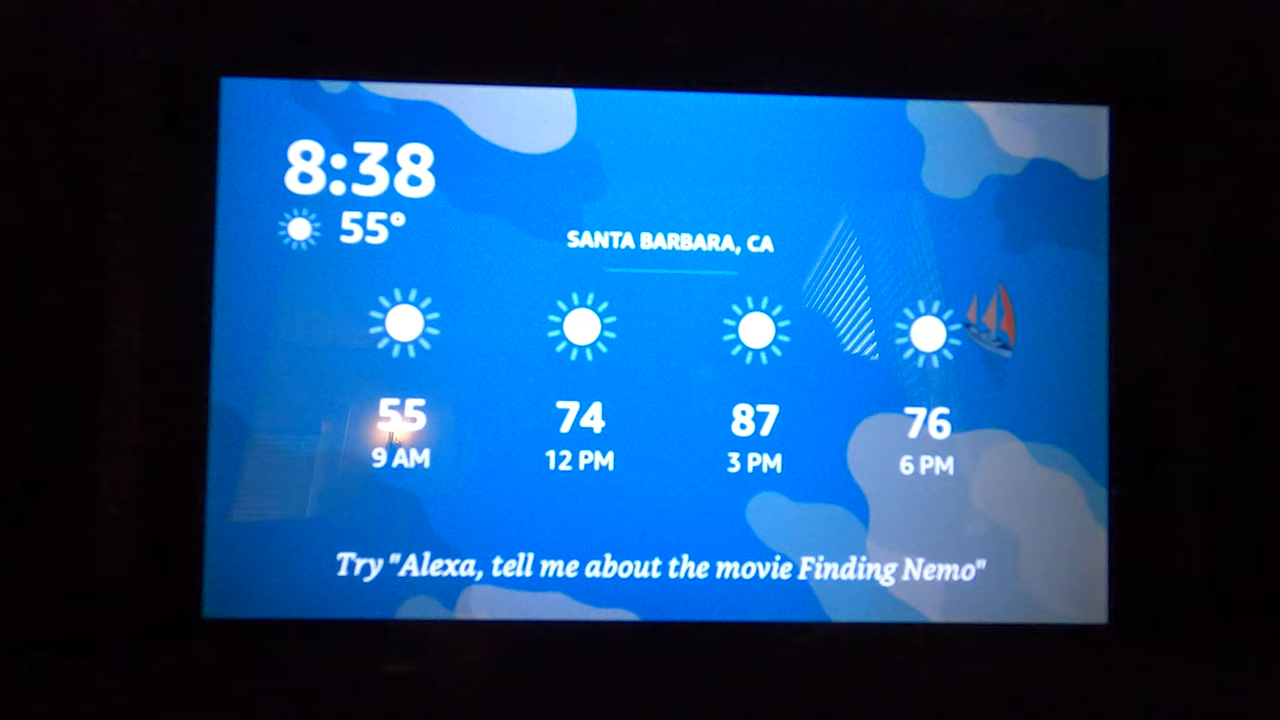 8:38
55°
SANTA BARBARA, CA
55 74 87 76
9 AM 12 PM 3 PM 6 PM
Try "Alexa, tell me about the movie Finding Nemo"